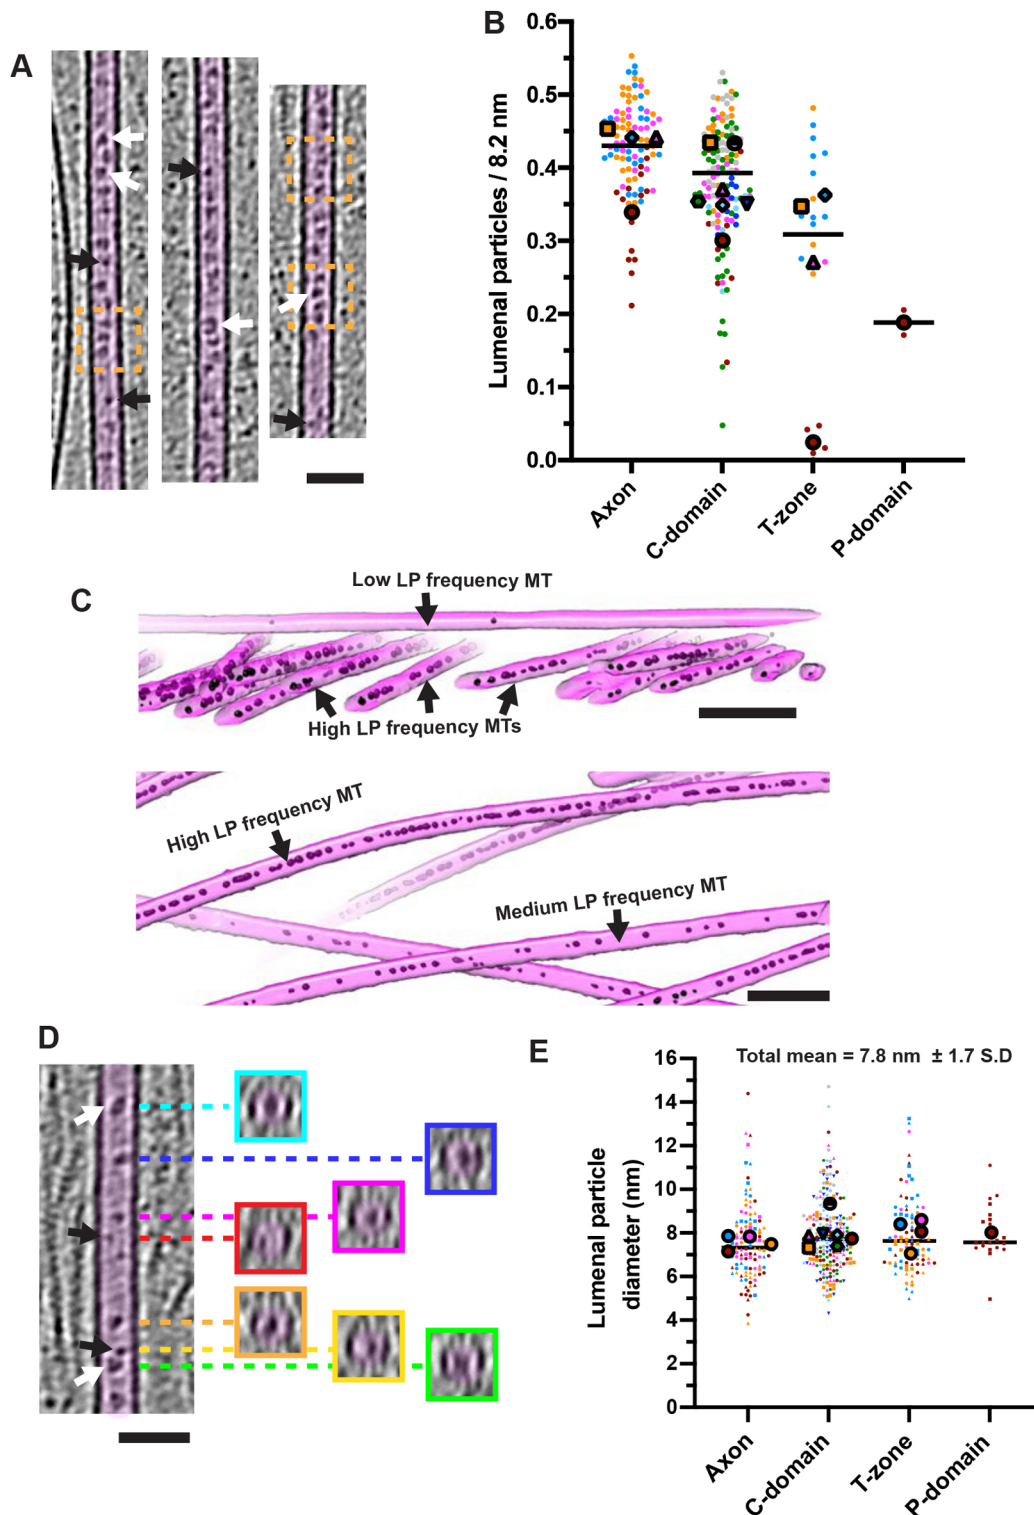 A
B
0.6
0.5
0.4
0.3
0.2
0.1
0.0
Lumenal particles / 8.2 nm
Axon
C-domain
T-zone
P-domain
C
Low LP frequency MT
High LP frequency MTs
High LP frequency MT
Medium LP frequency MT
D
E
Total mean = 7.8 nm ± 1.7 S.D
16
14
12
10
8
6
4
2
0
Lumenal particle
diameter (nm)
Axon
C-domain
T-zone
P-domain